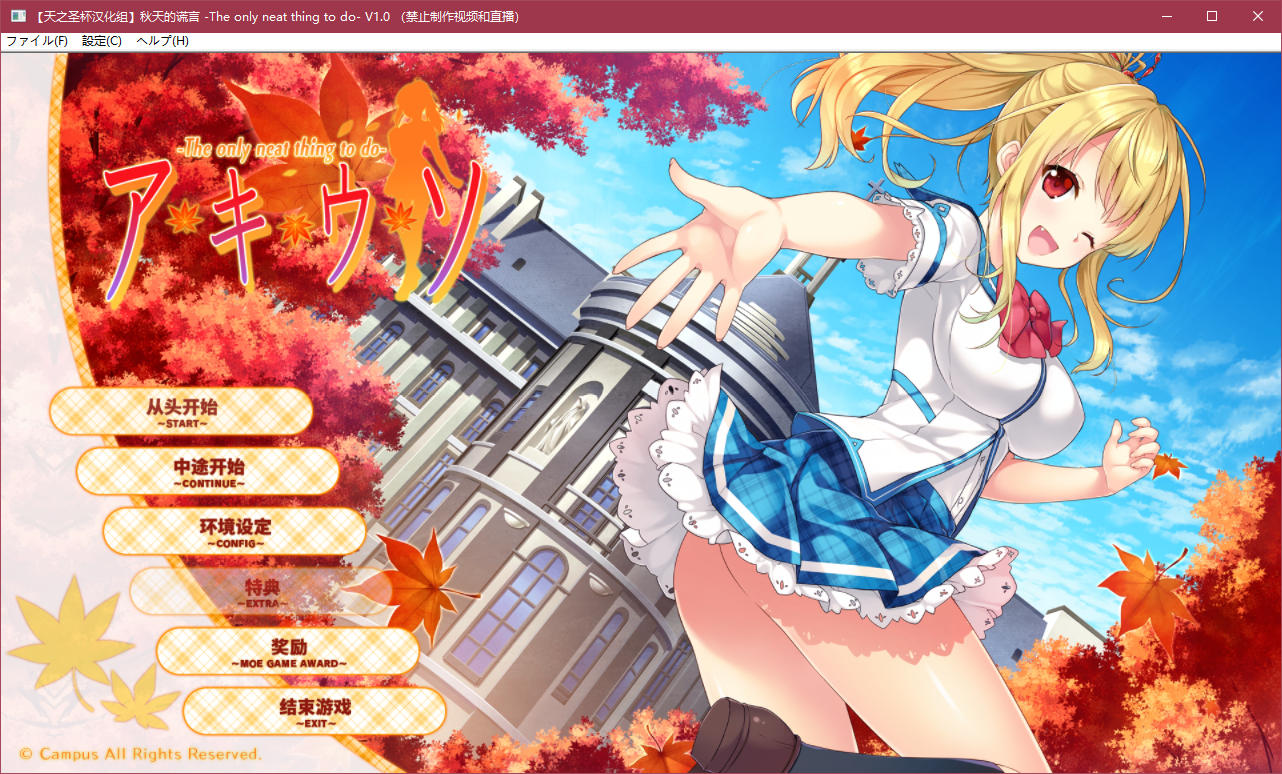 【天之圣杯汉化组】秋天的谎言 -The only neat thing to do- V1.0 （禁止制作视频和直播）
ファイル(F) 設定(C) ヘルプ(H)
-The only neat thing to do-
アキウソ
从头开始
~START~
中途开始
~CONTINUE~
环境设定
~CONFIG~
特典
~EXTRA~
奖励
~MOE GAME AWARD~
结束游戏
~EXIT~
© Campus All Rights Reserved.